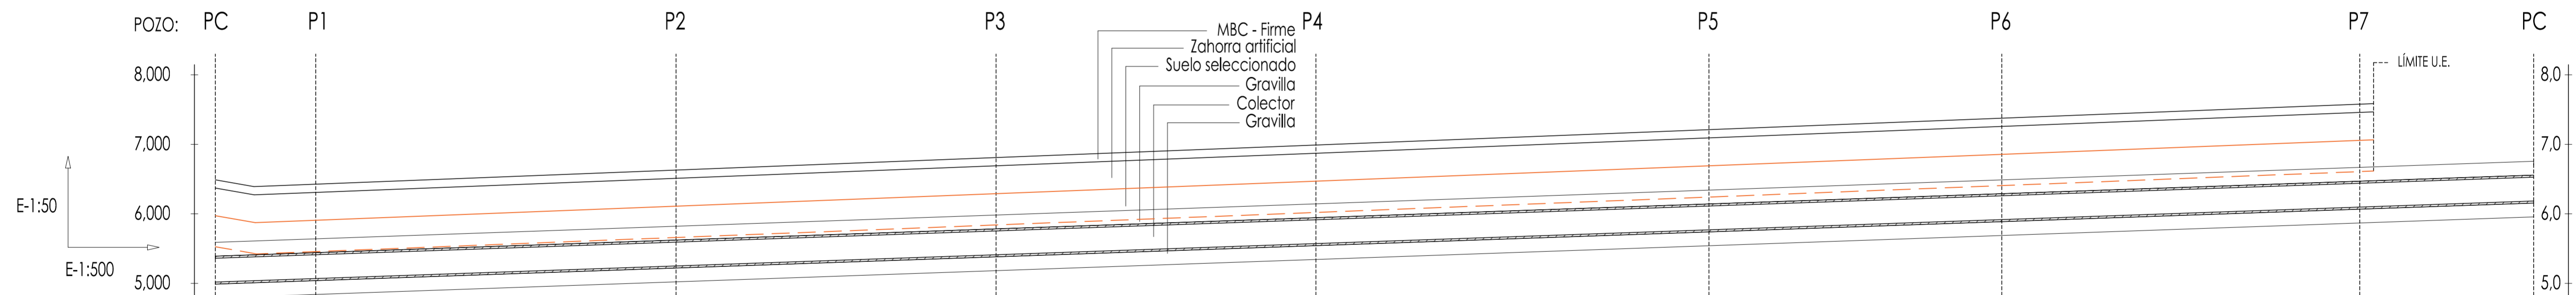 POZO: PC P1 P2 P3 P4 P5 P6 P7 PC
MBC - Firme
Zahorra artificial
Suelo seleccionado
Gravilla
Colector
Gravilla
LÍMITE U.E.
8,000 8,0
7,000 7,0
6,000 6,0
5,000 5,0
E-1:50
E-1:500